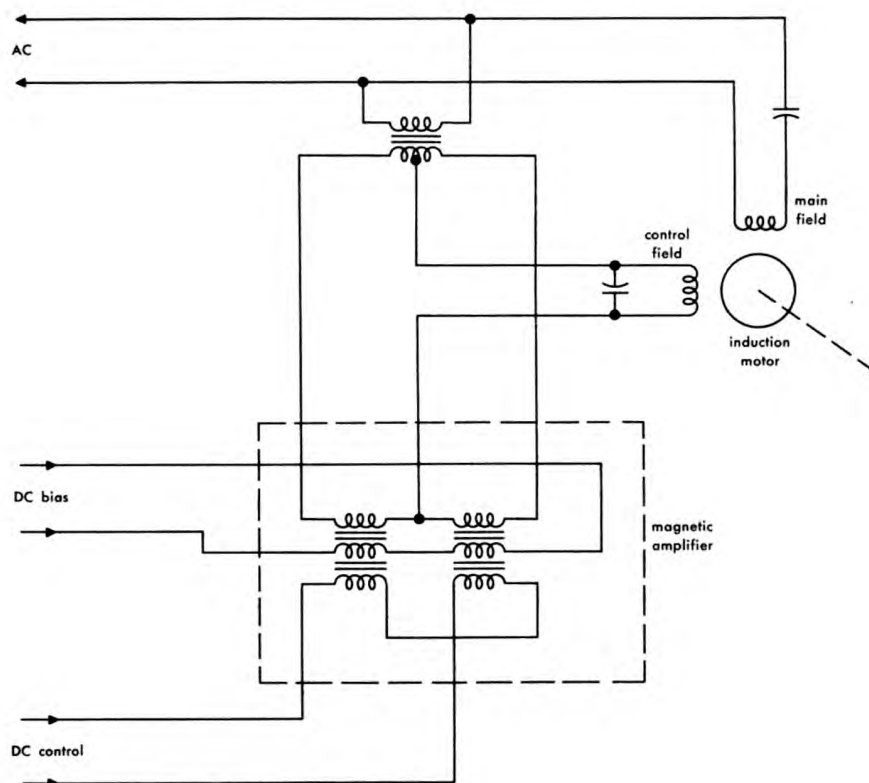 AC
main
field
control
field
induction
motor
DC bias
magnetic
amplifier
DC control